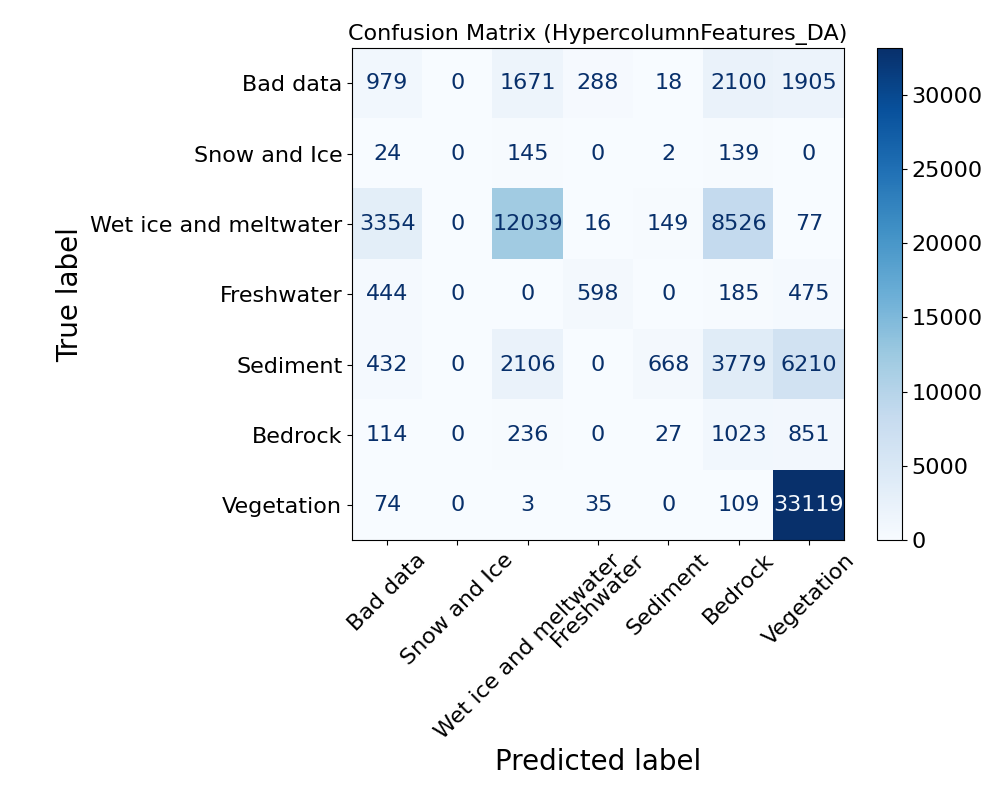 Confusion Matrix (HypercolumnFeatures_DA)
Bad data 979 0 1671 288 18 2100 1905
Snow and Ice 24 0 145 0 2 139 0
Wet ice and meltwater 3354 0 12039 16 149 8526 77
Freshwater 444 0 0 598 0 185 475
Sediment 432 0 2106 0 668 3779 6210
Bedrock 114 0 236 0 27 1023 851
Vegetation 74 0 3 35 0 109 33119
True label
Bad data
Snow and Ice
Wet ice and meltwater
Freshwater
Sediment
Bedrock
Vegetation
Predicted label
30000
25000
20000
15000
10000
5000
0